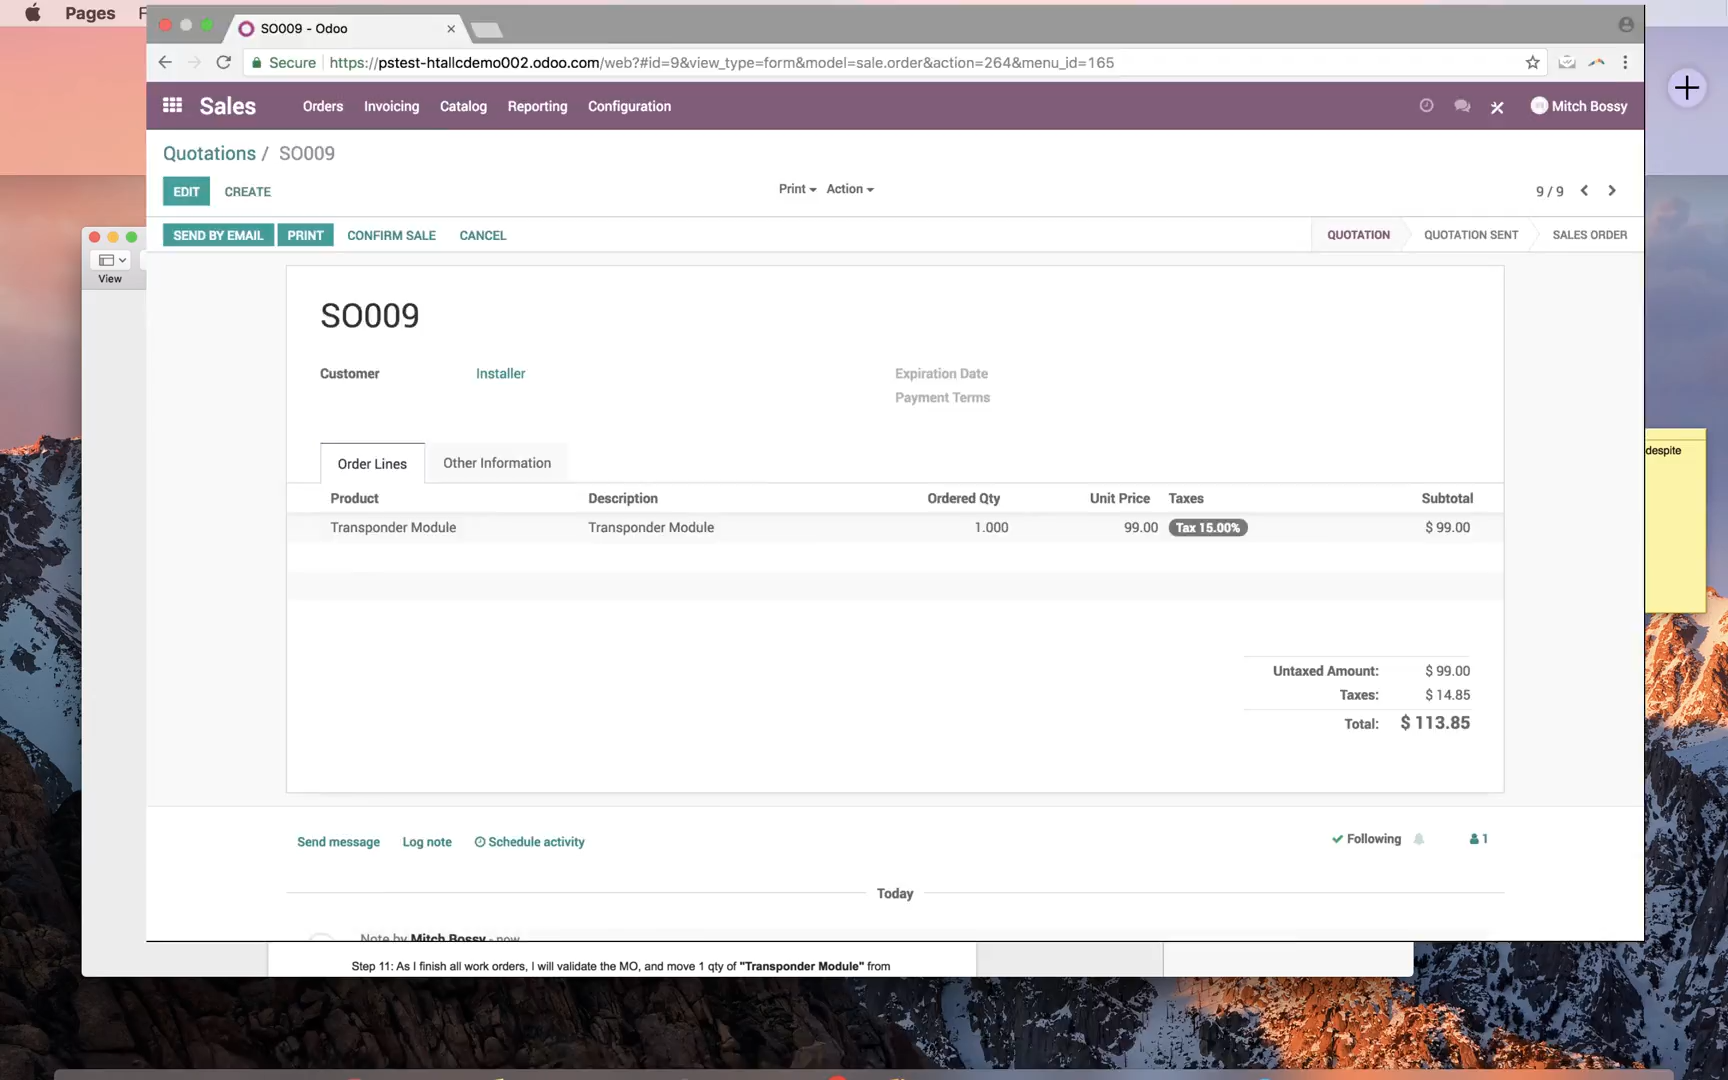 Pages
SO009 - Odoo
Secure https://pstest-htallcdemo002.odoo.com/web?#id=9&view_type=form&model=sale.order&action=264&menu_id=165
Sales Orders Invoicing Catalog Reporting Configuration Mitch Bossy
Quotations / SO009
EDIT CREATE Print Action 9 / 9
SEND BY EMAIL PRINT CONFIRM SALE CANCEL QUOTATION QUOTATION SENT SALES ORDER
View
SO009
Customer Installer Expiration Date
Payment Terms
despite
Order Lines Other Information
Product Description Ordered Qty Unit Price Taxes Subtotal
Transponder Module Transponder Module 1.000 99.00 Tax 15.00% $ 99.00
Untaxed Amount: $ 99.00
Taxes: $ 14.85
Total: $ 113.85
Send message Log note Schedule activity Following 1
Today
Note by Mitch Bossy - now
Step 11: As I finish all work orders, I will validate the MO, and move 1 qty of "Transponder Module" from